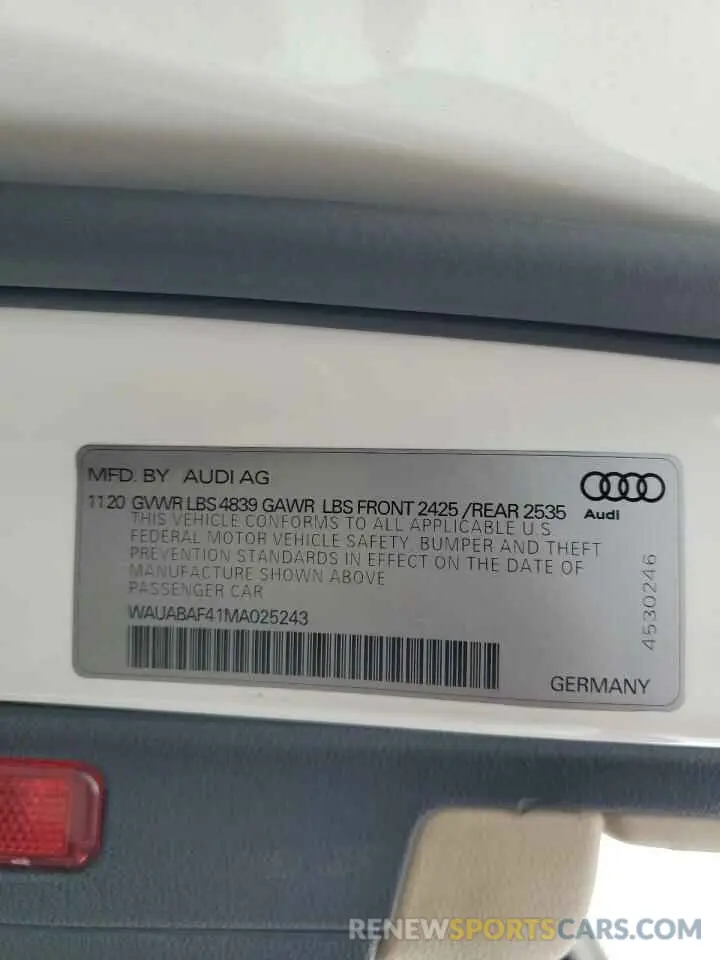 MFD. BY AUDI AG
1120 GVWR LBS 4839 GAWR LBS FRONT 2425 /REAR 2535
Audi
THIS VEHICLE CONFORMS TO ALL APPLICABLE U.S
FEDERAL MOTOR VEHICLE SAFETY, BUMPER AND THEFT
PREVENTION STANDARDS IN EFFECT ON THE DATE OF
MANUFACTURE SHOWN ABOVE
PASSENGER CAR
WAUABAF41MA025243
4530246
GERMANY
RENEWSPORTSCARS.COM